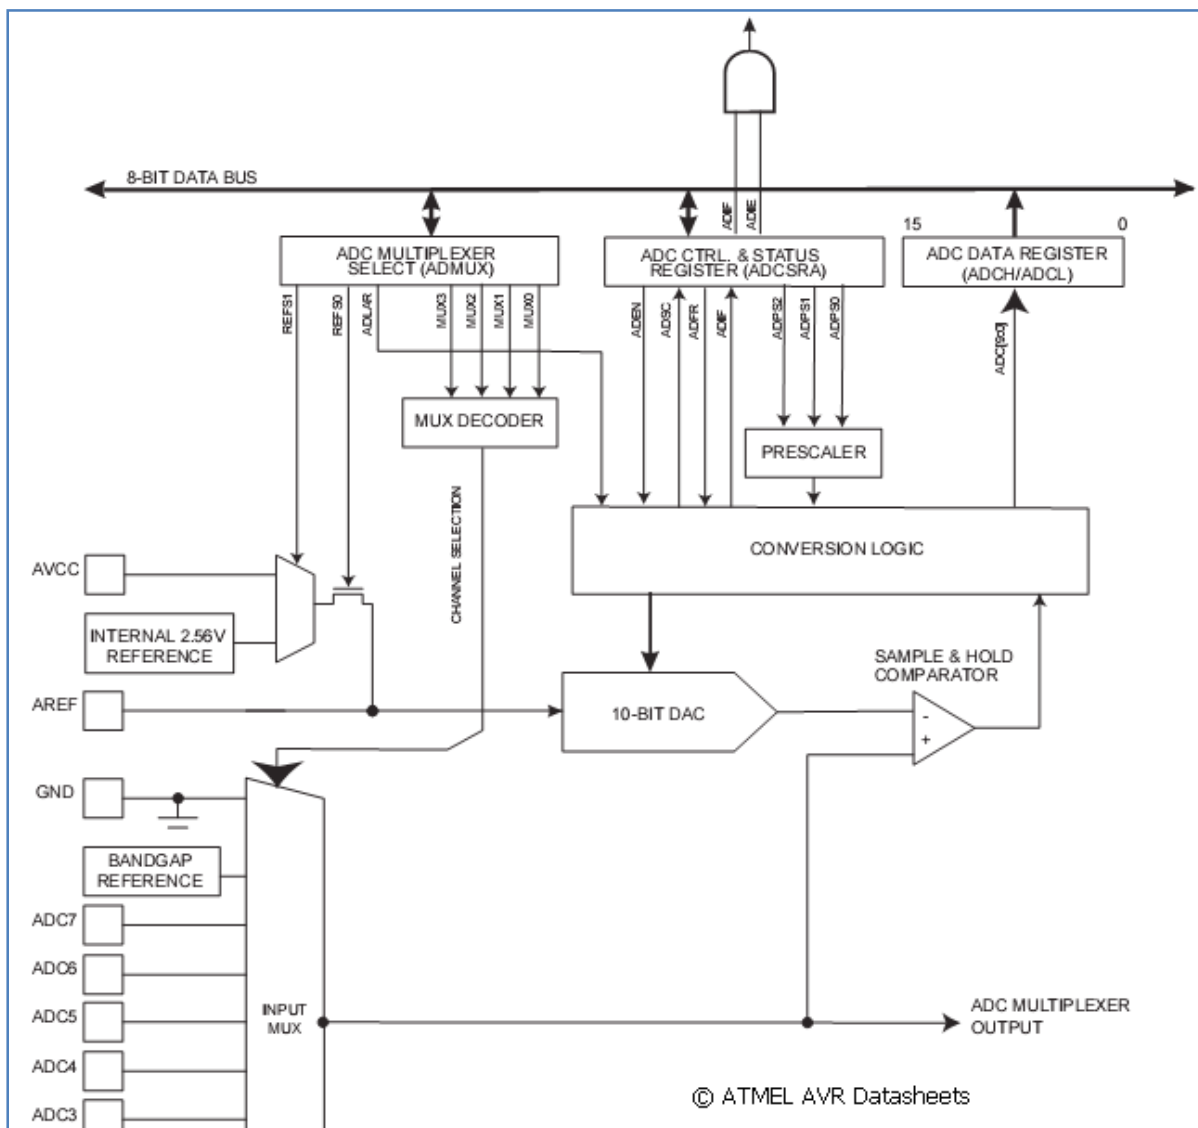 8-BIT DATA BUS
ADIF
ADIE
15
0
ADC MULTIPLEXER
SELECT (ADMUX)
ADC CTRL. & STATUS
REGISTER (ADCSRA)
ADC DATA REGISTER
(ADCH/ADCL)
REFS1
REFS0
ADLAR
MUX3
MUX2
MUX1
MUX0
ADEN
ADSC
ADFR
ADIF
ADPS2
ADPS1
ADPS0
ADC[9:0]
MUX DECODER
PRESCALER
CHANNEL SELECTION
CONVERSION LOGIC
AVCC
INTERNAL 2.56V
REFERENCE
SAMPLE & HOLD
COMPARATOR
AREF
10-BIT DAC
-
+
GND
BANDGAP
REFERENCE
ADC7
ADC6
ADC5
ADC4
ADC3
INPUT
MUX
ADC MULTIPLEXER
OUTPUT
© ATMEL AVR Datasheets